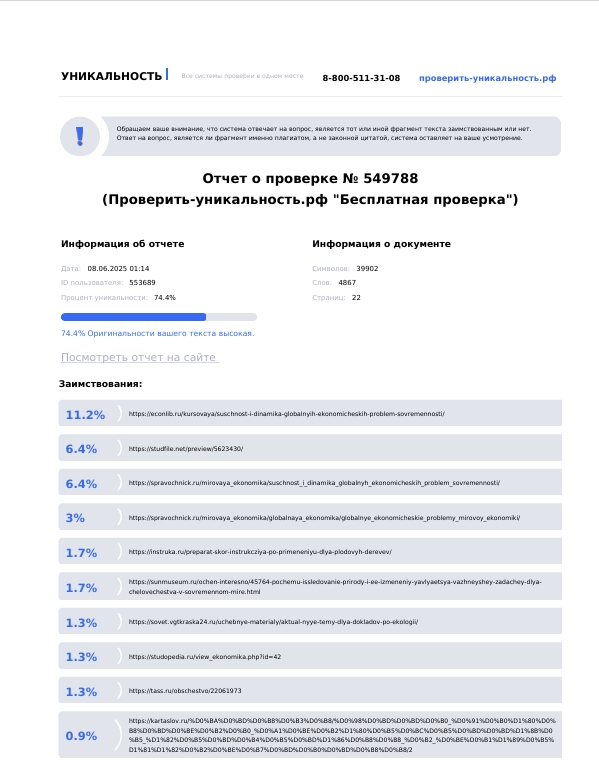 УНИКАЛЬНОСТЬ Все системы проверки в одном месте 8-800-511-31-08 проверить-уникальность.рф
Обращаем ваше внимание, что система отвечает на вопрос, является тот или иной фрагмент текста заимствованным или нет.
Ответ на вопрос, является ли фрагмент именно плагиатом, а не законной цитатой, система оставляет на ваше усмотрение.
Отчет о проверке № 549788
(Проверить-уникальность.рф "Бесплатная проверка")
Информация об отчете
Дата: 08.06.2025 01:14
ID пользователя: 553689
Процент уникальности: 74.4%
74.4% Оригинальности вашего текста высокая.
Посмотреть отчет на сайте
Информация о документе
Символов: 39902
Слов: 4867
Страниц: 22
Заимствования:
11.2% https://econlib.ru/kursovaya/suschnost-i-dinamika-globalnyih-ekonomicheskih-problem-sovremennosti/
6.4% https://studfile.net/preview/5623430/
6.4% https://spravochnick.ru/mirovaya_ekonomika/suschnost_i_dinamika_globalnyh_ekonomicheskih_problem_sovremennosti/
3% https://spravochnick.ru/mirovaya_ekonomika/globalnaya_ekonomika/globalnye_ekonomicheskie_problemy_mirovoy_ekonomiki/
1.7% https://instruka.ru/preparat-skor-instrukcziya-po-primeneniyu-dlya-plodovyh-derevev/
1.7% https://sunmuseum.ru/ochen-interesno/45764-pochemu-issledovanie-prirody-i-ee-izmeneniy-yavlyaetsya-vazhneyshey-zadachey-dlya-
chelovechestva-v-sovremennom-mire.html
1.3% https://sovet.vgtkraska24.ru/uchebnye-materialy/aktual-nyye-temy-dlya-dokladov-po-ekologii/
1.3% https://studopedia.ru/view_ekonomika.php?id=42
1.3% https://tass.ru/obschestvo/22061973
0.9% https://kartaslov.ru/%D0%BA%D0%BD%D0%B8%D0%B3%D0%B8/%D0%98%D0%BD%D0%BD%D0%B0_%D0%91%D0%B0%D1%80%D0%
B8%D0%BD%D0%BE%D0%B2%D0%B0_%D0%A1%D0%BE%D0%B2%D1%80%D0%B5%D0%BC%D0%B5%D0%BD%D0%BD%D1%8B%D0
%B5_%D1%82%D0%B5%D0%BD%D0%B4%D0%B5%D0%BD%D1%86%D0%B8%D0%B8_%D0%B2_%D0%BE%D0%B1%D1%89%D0%B5%
D1%81%D1%82%D0%B2%D0%BE%D0%B7%D0%BD%D0%B0%D0%BD%D0%B8%D0%B8/2